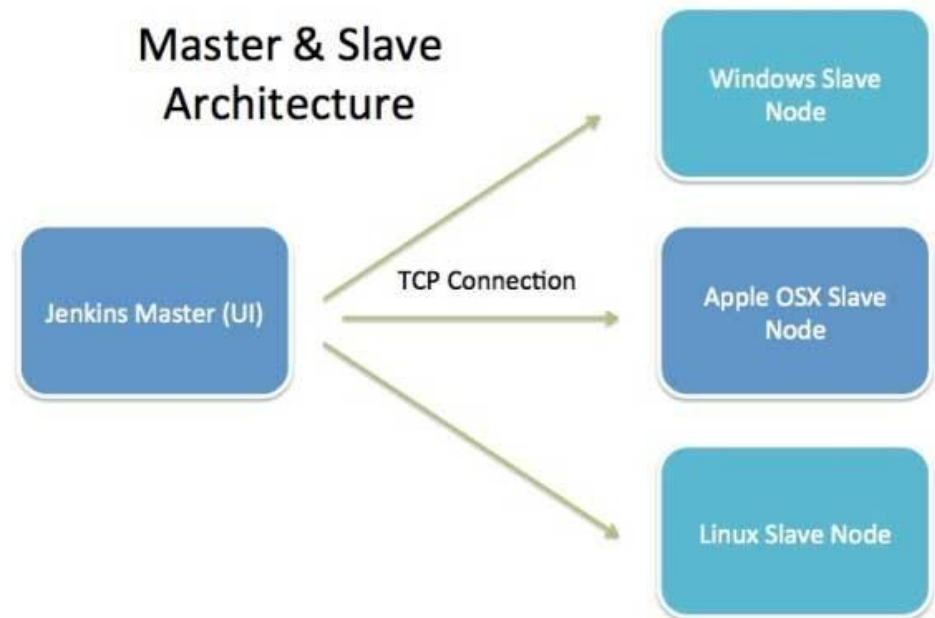 Master & Slave
Architecture
Windows Slave
Node
TCP Connection
Jenkins Master (UI)
Apple OSX Slave
Node
Linux Slave Node